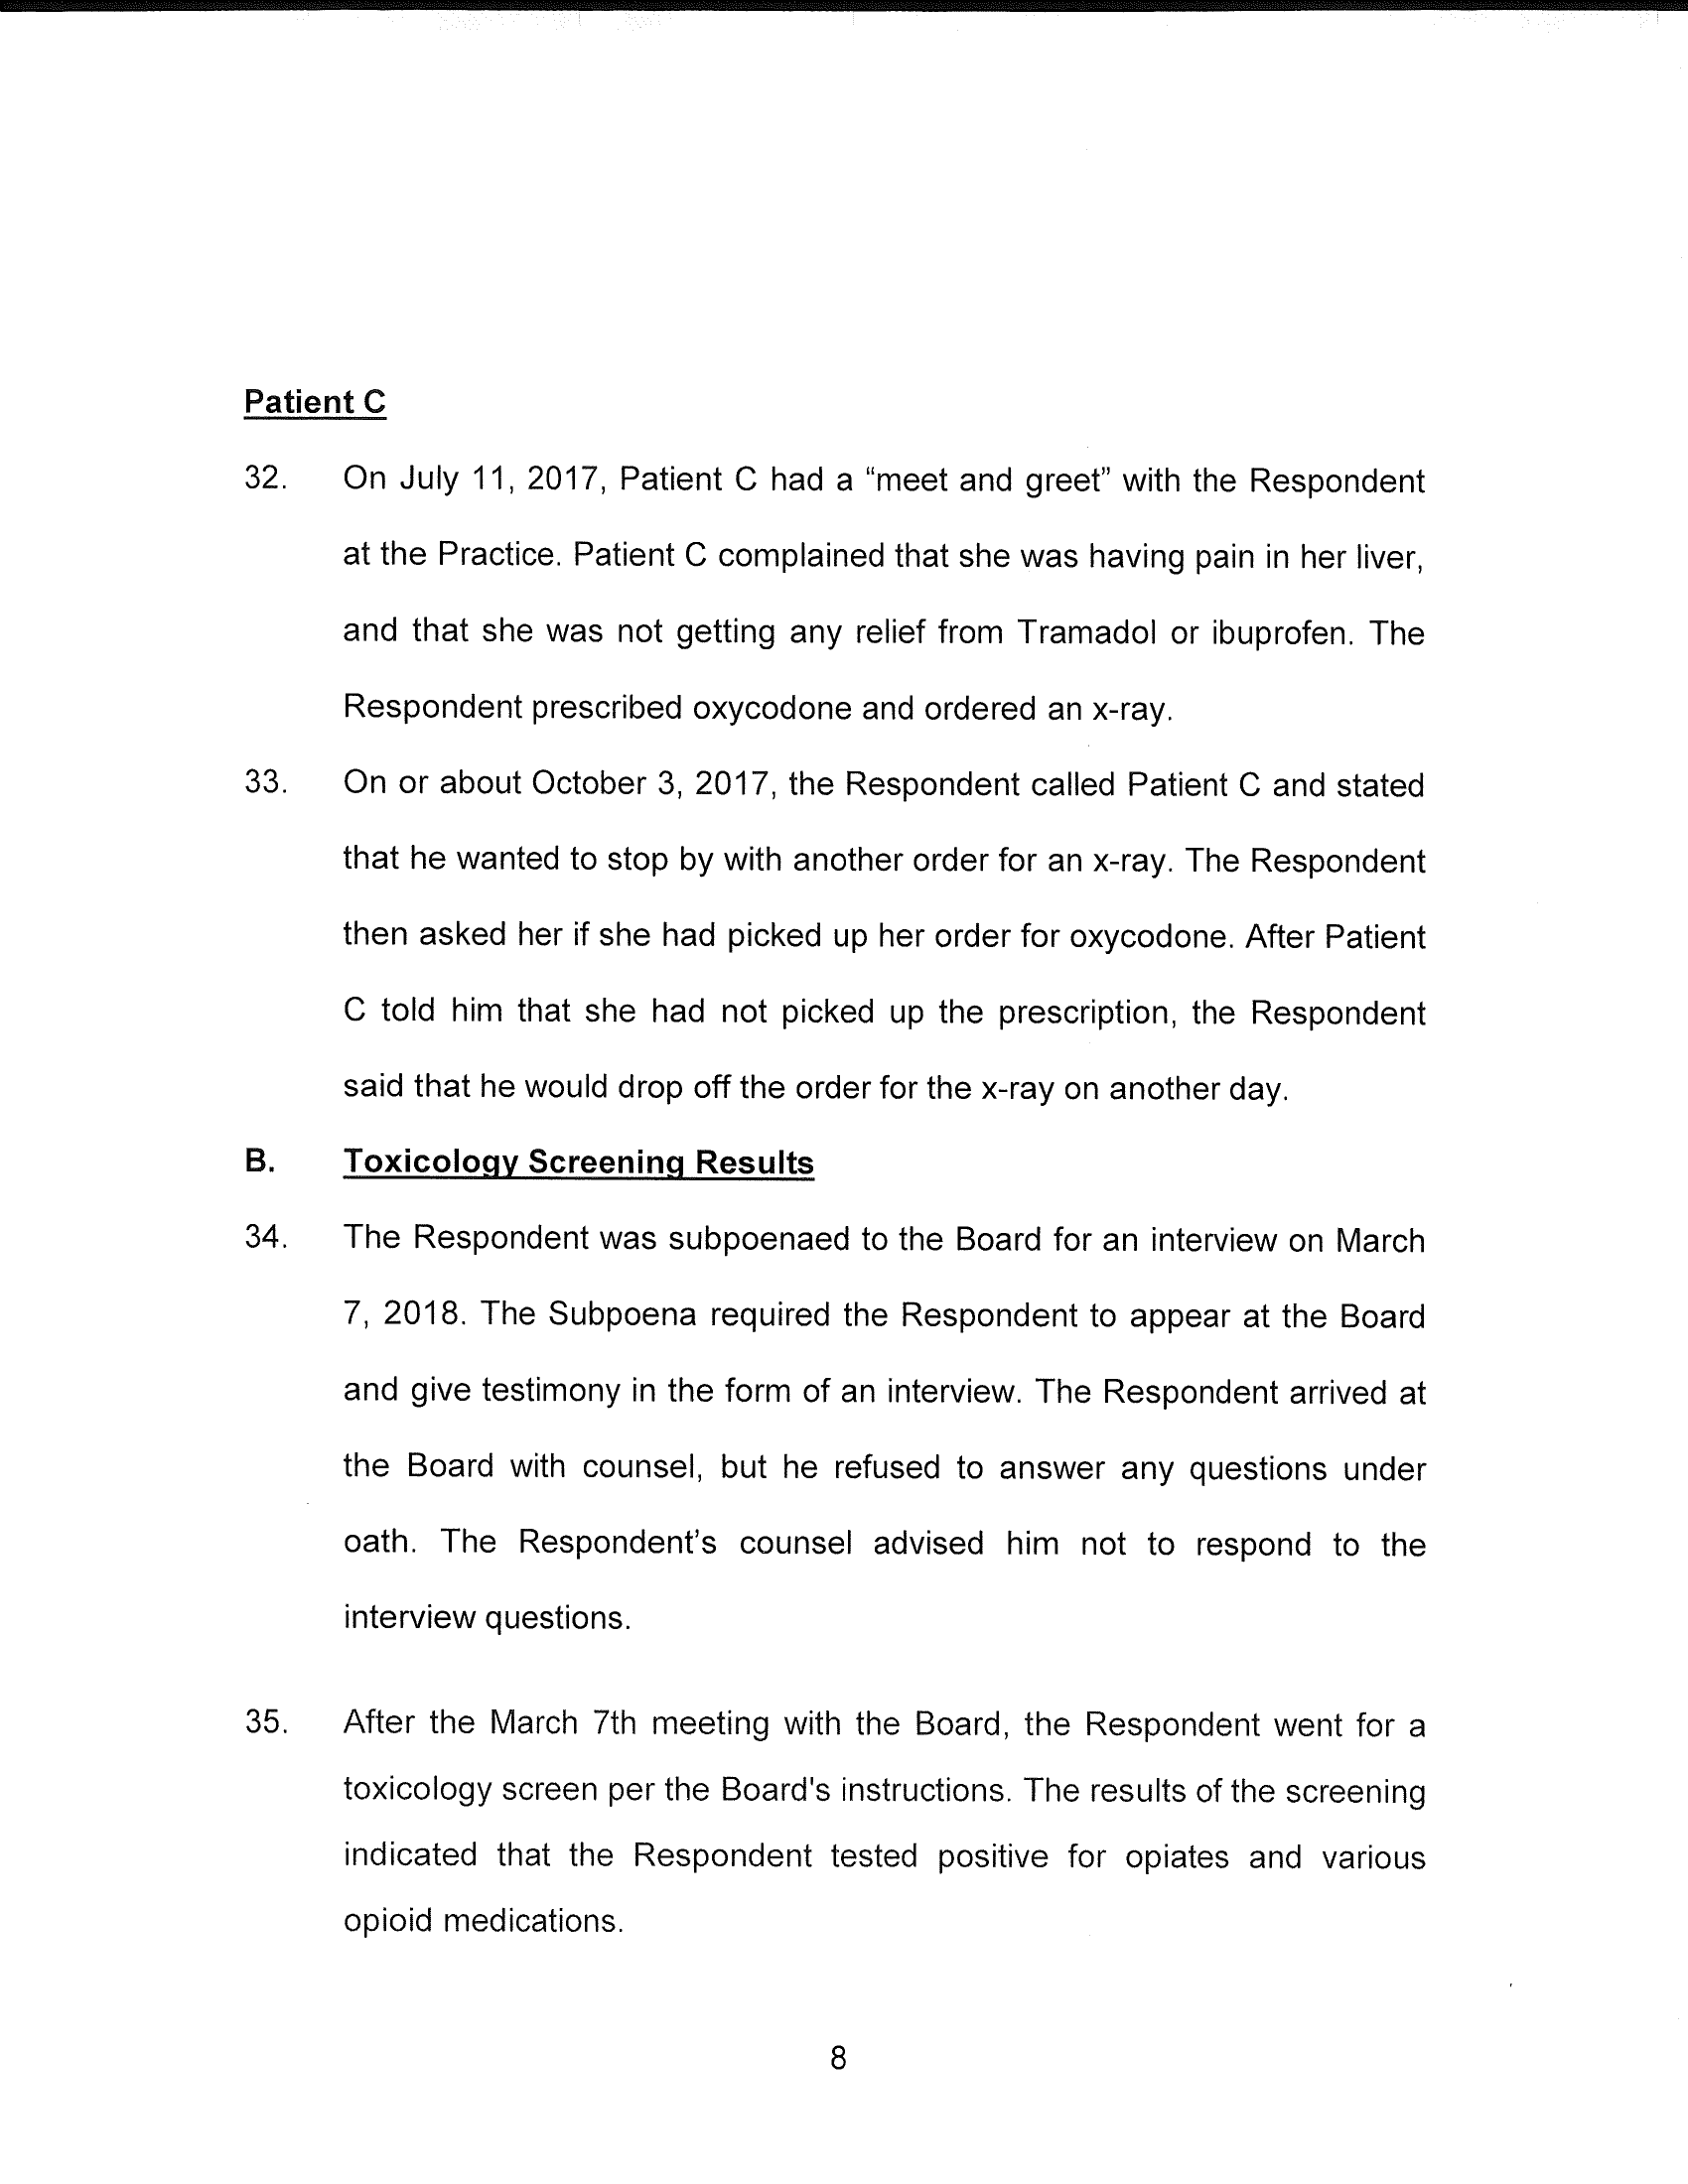 Patient C
32. On July 11, 2017, Patient C had a “meet and greet” with the Respondent
at the Practice. Patient C complained that she was having pain in her liver,
and that she was not getting any relief from Tramadol or ibuprofen. The
Respondent prescribed oxycodone and ordered an x-ray.
33. On or about October 3, 2017, the Respondent called Patient C and stated
that he wanted to stop by with another order for an x-ray. The Respondent
then asked her if she had picked up her order for oxycodone. After Patient
C told him that she had not picked up the prescription, the Respondent
said that he would drop off the order for the x-ray on another day.
B. Toxicology Screening Results
34. The Respondent was subpoenaed to the Board for an interview on March
7, 2018. The Subpoena required the Respondent to appear at the Board
and give testimony in the form of an interview. The Respondent arrived at
the Board with counsel, but he refused to answer any questions under
oath. The Respondent’s counsel advised him not to respond to the
interview questions.
35. After the March 7th meeting with the Board, the Respondent went for a
toxicology screen per the Board's instructions. The results of the screening
indicated that the Respondent tested positive for opiates and various
opioid medications.
8